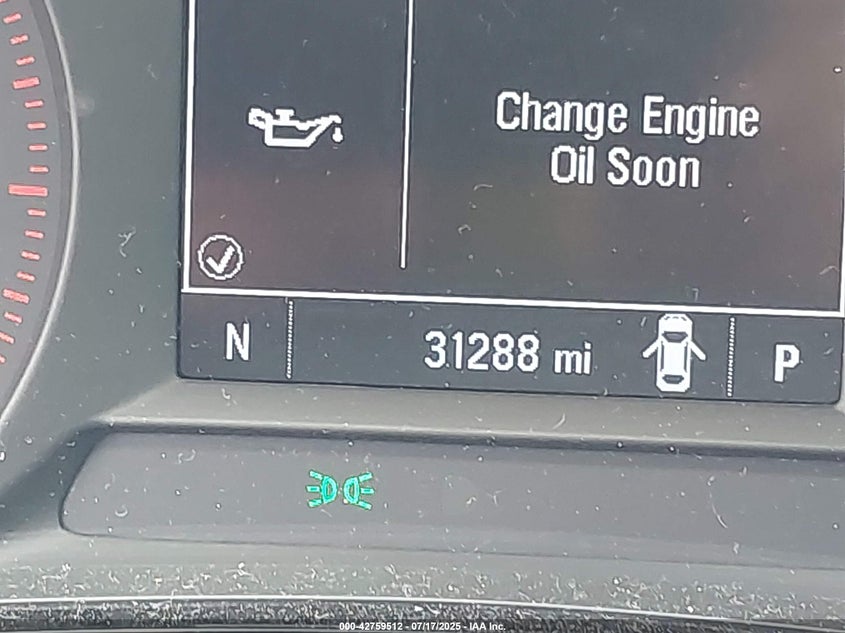 Change Engine
Oil Soon
N 31288 mi P
000-42759512 - 07/17/2025 - IAA Inc.